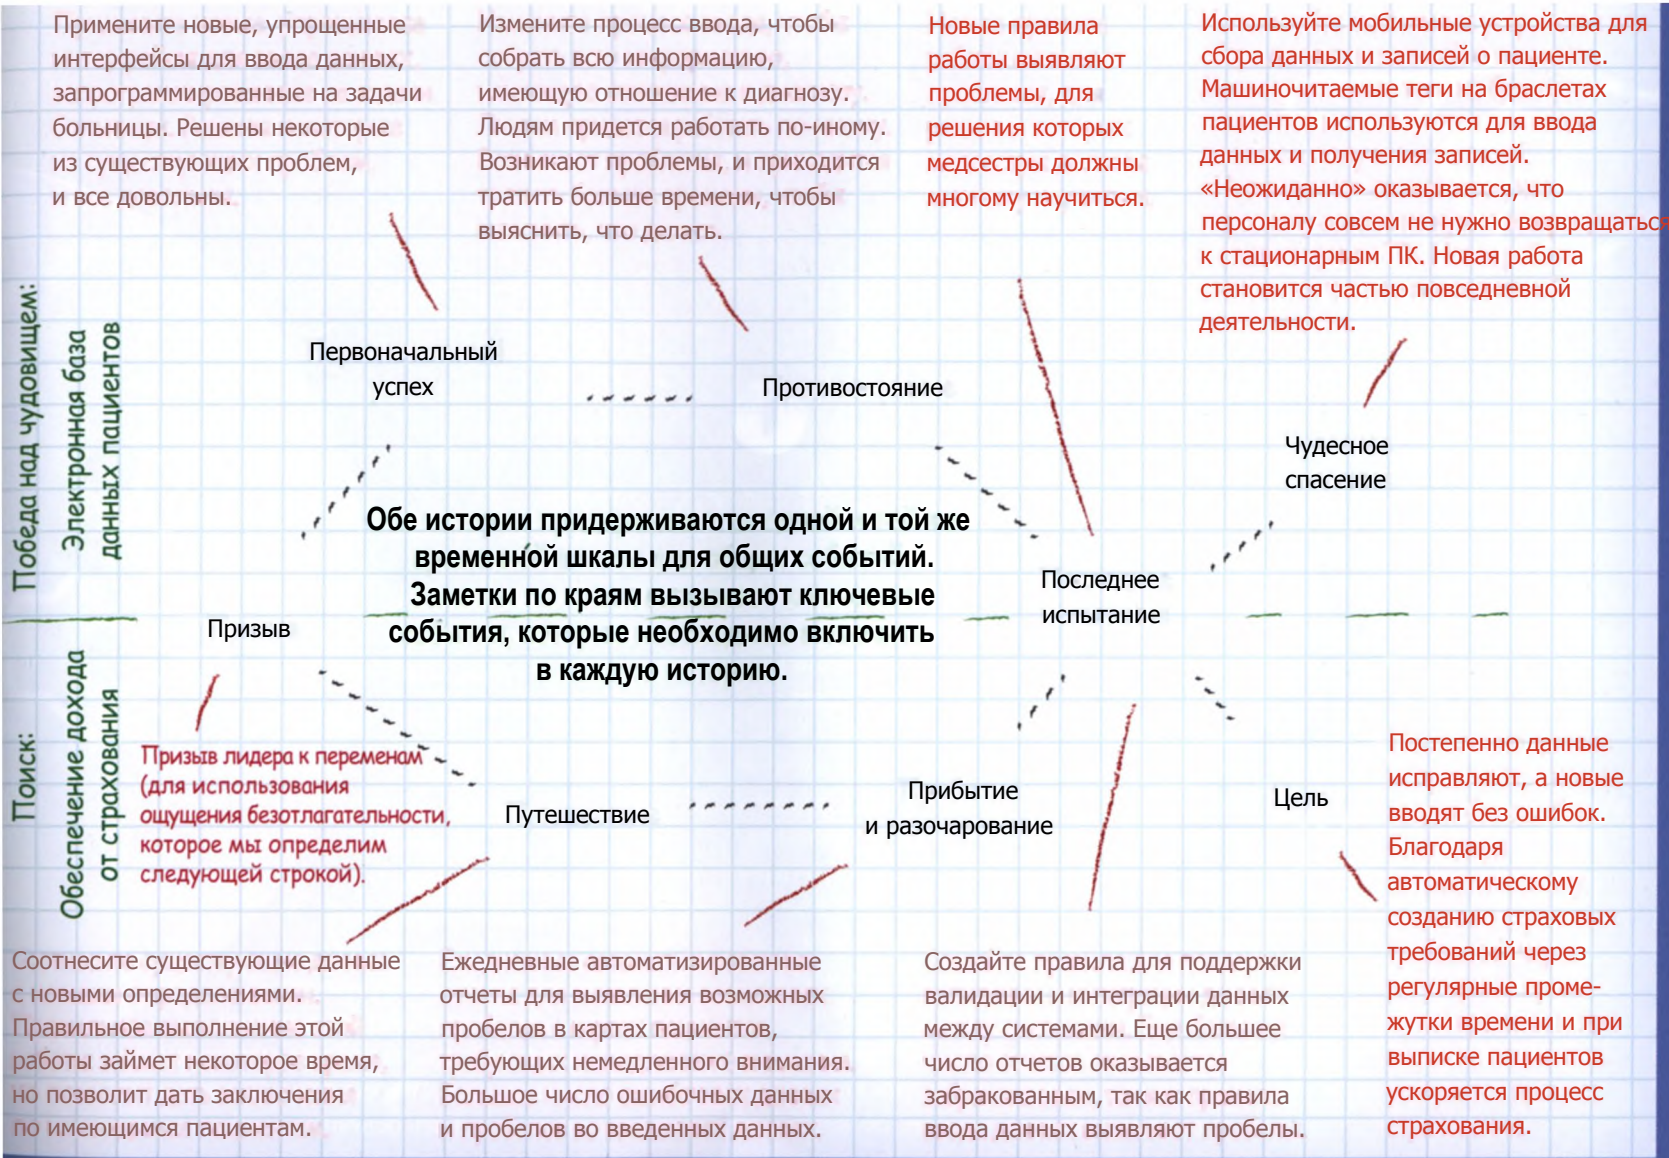 Примените новые, упрощенные
интерфейсы для ввода данных,
запрограммированные на задачи
больницы. Решены некоторые
из существующих проблем,
и все довольны.
Измените процесс ввода, чтобы
собрать всю информацию,
имеющую отношение к диагнозу.
Людям придется работать по-иному.
Возникают проблемы, и приходится
тратить больше времени, чтобы
выяснить, что делать.
Новые правила
работы выявляют
проблемы, для
решения которых
медсестры должны
многому научиться.
Используйте мобильные устройства для
сбора данных и записей о пациенте.
Машиночитаемые теги на браслетах
пациентов используются для ввода
данных и получения записей.
«Неожиданно» оказывается, что
персоналу совсем не нужно возвращаться
к стационарным ПК. Новая работа
становится частью повседневной
деятельности.
Победа над чудовищем:
Электронная база
данных пациентов
Первоначальный
успех
Противостояние
Чудесное
спасение
Обе истории придерживаются одной и той же
временной шкалы для общих событий.
Заметки по краям вызывают ключевые
события, которые необходимо включить
в каждую историю.
Последнее
испытание
Призыв
Поиск:
Обеспечение дохода
от страхования
Призыв лидера к переменам
(для использования
ощущения безотлагательности,
которое мы определим
следующей строкой).
Путешествие
Прибытие
и разочарование
Цель
Постепенно данные
исправляют, а новые
вводят без ошибок.
Благодаря
автоматическому
созданию страховых
требований через
регулярные проме-
жутки времени и при
выписке пациентов
ускоряется процесс
страхования.
Соотнесите существующие данные
с новыми определениями.
Правильное выполнение этой
работы займет некоторое время,
но позволит дать заключения
по имеющимся пациентам.
Ежедневные автоматизированные
отчеты для выявления возможных
пробелов в картах пациентов,
требующих немедленного внимания.
Большое число ошибочных данных
и пробелов во введенных данных.
Создайте правила для поддержки
валидации и интеграции данных
между системами. Еще большее
число отчетов оказывается
забракованным, так как правила
ввода данных выявляют пробелы.